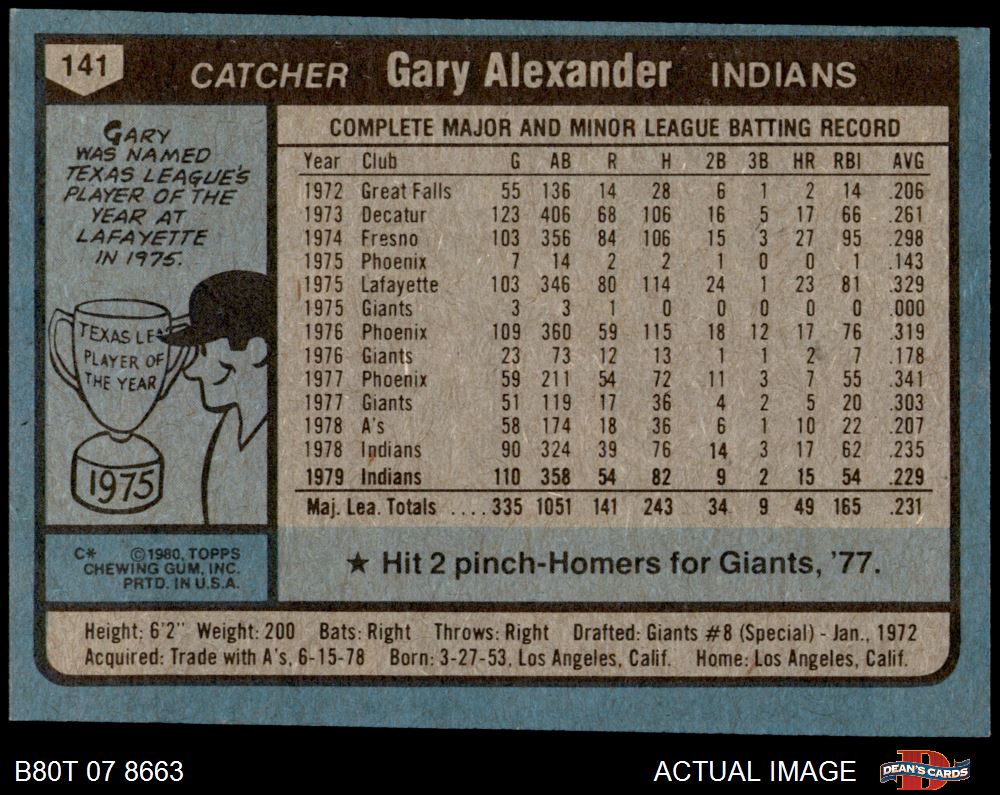 141
CATCHER Gary Alexander INDIANS
GARY
WAS NAMED
TEXAS LEAGUE'S
PLAYER OF THE
YEAR AT
LAFAYETTE
IN 1975.
TEXAS LE
PLAYER OF
THE YEAR
1975
COMPLETE MAJOR AND MINOR LEAGUE BATTING RECORD
Year Club G AB R H 2B 3B HR RBI AVG
1972 Great Falls 55 136 14 28 6 1 2 14 .206
1973 Decatur 123 406 68 106 16 5 17 66 .261
1974 Fresno 103 356 84 106 15 3 27 95 .298
1975 Phoenix 7 14 2 2 1 0 0 1 .143
1975 Lafayette 103 346 80 114 24 1 23 81 .329
1975 Giants 3 3 1 0 0 0 0 0 .000
1976 Phoenix 109 360 59 115 18 12 17 76 .319
1976 Giants 23 73 12 13 1 1 2 7 .178
1977 Phoenix 59 211 54 72 11 3 7 55 .341
1977 Giants 51 119 17 36 4 2 5 20 .303
1978 A's 58 174 18 36 6 1 10 22 .207
1978 Indians 90 324 39 76 14 3 17 62 .235
1979 Indians 110 358 54 82 9 2 15 54 .229
Maj. Lea. Totals ....335 1051 141 243 34 9 49 165 .231
C* ©1980, TOPPS
CHEWING GUM, INC.
PRTD. IN U.S.A.
★ Hit 2 pinch-Homers for Giants, '77.
Height: 6'2" Weight: 200 Bats: Right Throws: Right Drafted: Giants #8 (Special) - Jan., 1972
Acquired: Trade with A's, 6-15-78 Born: 3-27-53, Los Angeles, Calif. Home: Los Angeles, Calif.
B80T 07 8663
ACTUAL IMAGE
DEAN'S CARDS